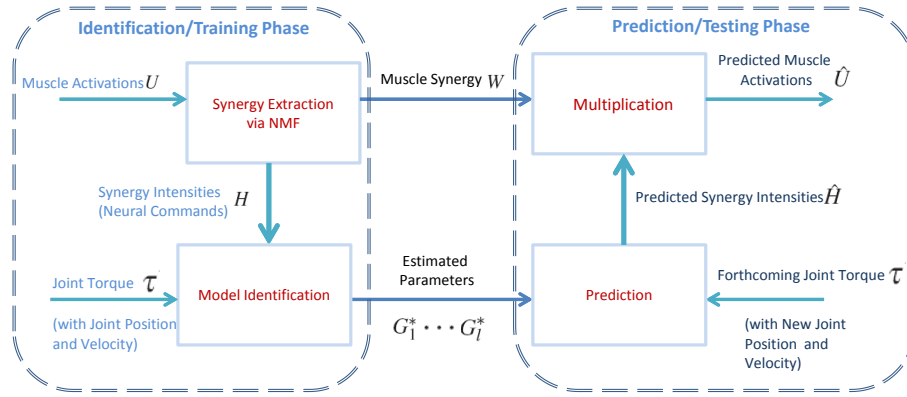 Identification/Training Phase
Prediction/Testing Phase
Muscle Activations U
Synergy Extraction
via NMF
Muscle Synergy W
Multiplication
Predicted Muscle
Activations Û
Synergy Intensities
(Neural Commands) H
Predicted Synergy Intensities Ĥ
Joint Torque τ
(with Joint Position
and Velocity)
Model Identification
Estimated
Parameters
G₁* ··· Gₗ*
Prediction
Forthcoming Joint Torque τ'
(with New Joint
Position and
Velocity)